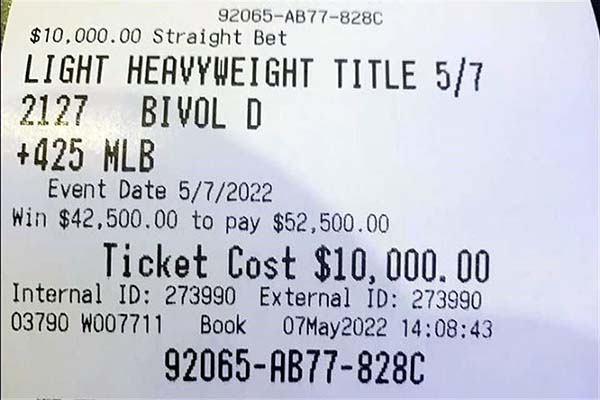 92065-AB77-828C
$10,000.00 Straight Bet
LIGHT HEAVYWEIGHT TITLE 5/7
2127 BIVOL D
+425 MLB
Event Date 5/7/2022
Win $42,500.00 to pay $52,500.00
Ticket Cost $10,000.00
Internal ID: 273990 External ID: 273990
03790 W007711 Book 07May2022 14:08:43
92065-AB77-828C